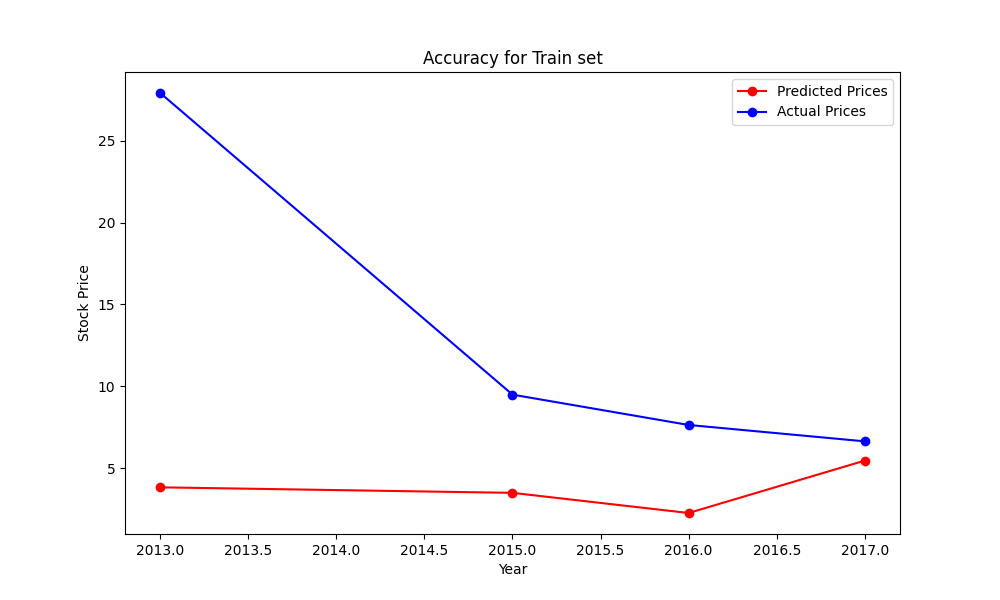 Accuracy for Train set
Predicted Prices
Actual Prices
Stock Price
25
20
15
10
5
2013.0 2013.5 2014.0 2014.5 2015.0 2015.5 2016.0 2016.5 2017.0
Year